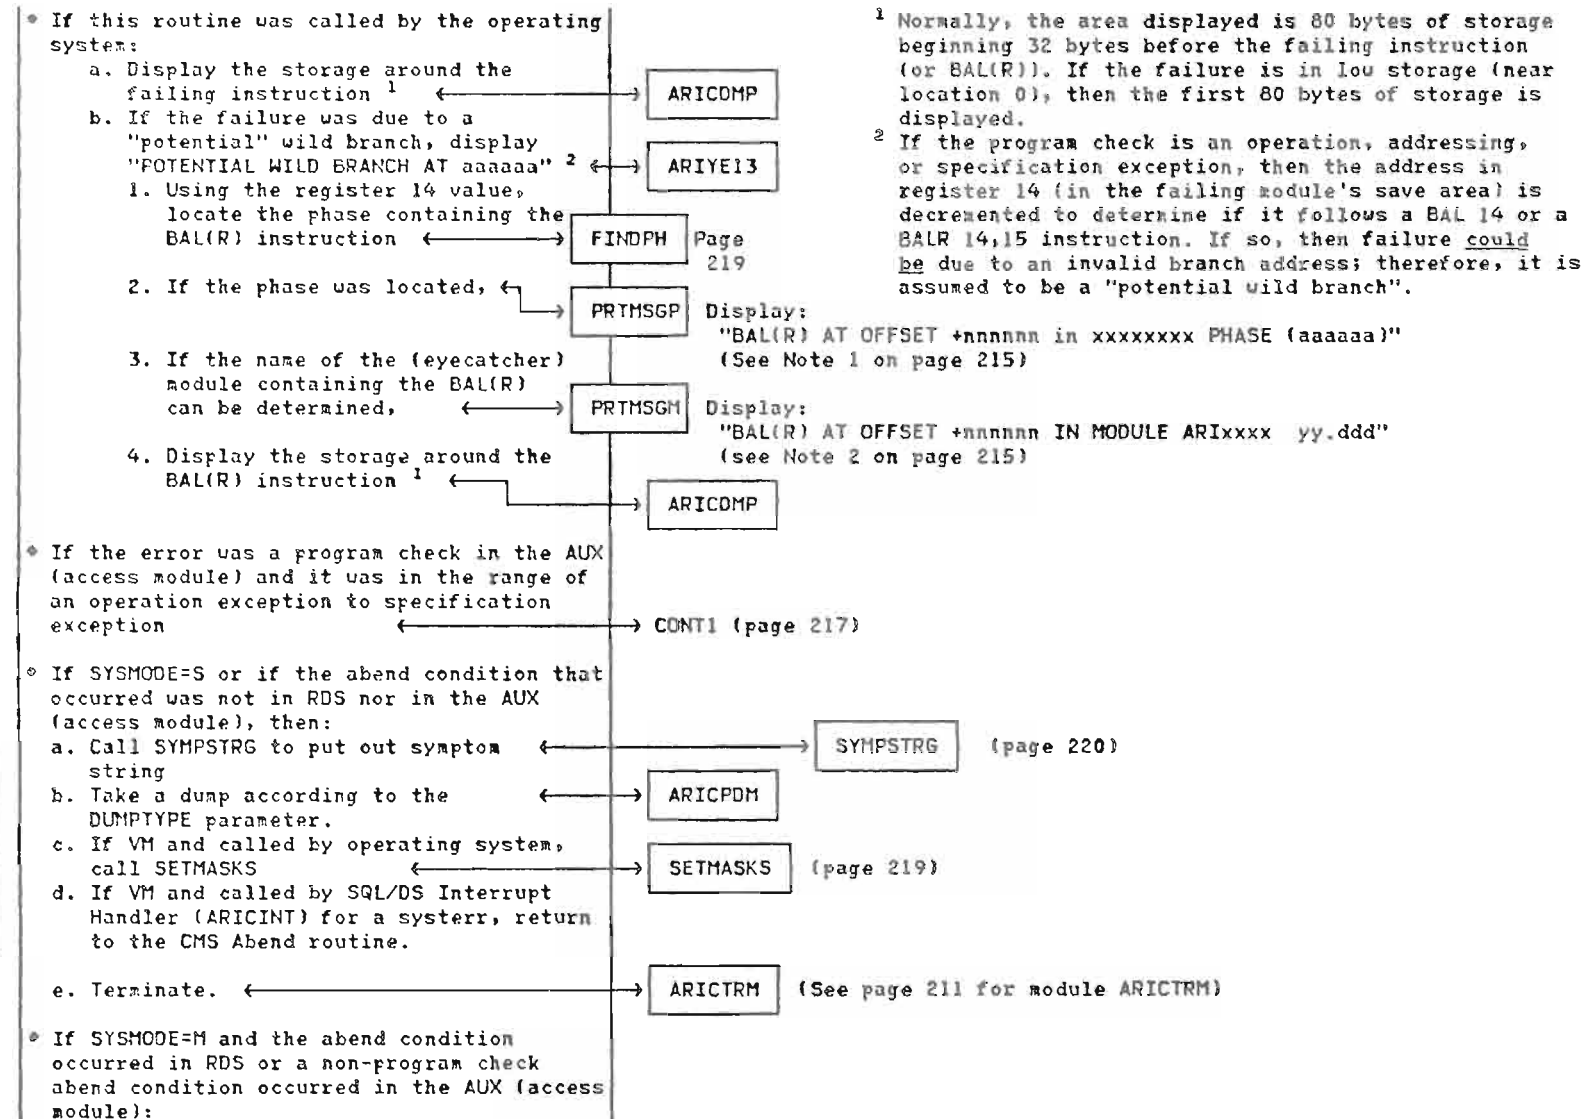 • If this routine was called by the operating
system:
a. Display the storage around the
failing instruction 1
ARICDMP
b. If the failure was due to a
"potential" wild branch, display
"POTENTIAL WILD BRANCH AT aaaaaa" 2
ARIYE13
1. Using the register 14 value,
locate the phase containing the
BAL(R) instruction
FINDPH
Page
219
2. If the phase was located,
PRTMSGP
Display:
"BAL(R) AT OFFSET +nnnnnn in xxxxxxxx PHASE (aaaaaa)"
(See Note 1 on page 215)
3. If the name of the (eyecatcher)
module containing the BAL(R)
can be determined,
PRTMSGM
Display:
"BAL(R) AT OFFSET +nnnnnn IN MODULE ARIxxxx yy.ddd"
(see Note 2 on page 215)
4. Display the storage around the
BAL(R) instruction 1
ARICDMP
• If the error was a program check in the AUX
(access module) and it was in the range of
an operation exception to specification
exception
CONT1 (page 217)
• If SYSMODE=S or if the abend condition that
occurred was not in RDS nor in the AUX
(access module), then:
a. Call SYMPSTRG to put out symptom
string
SYMPSTRG
(page 220)
b. Take a dump according to the
DUMPTYPE parameter.
ARICPDM
c. If VM and called by operating system,
call SETMASKS
SETMASKS
(page 219)
d. If VM and called by SQL/DS Interrupt
Handler (ARICINT) for a systerr, return
to the CMS Abend routine.
e. Terminate.
ARICTRM
(See page 211 for module ARICTRM)
• If SYSMODE=M and the abend condition
occurred in RDS or a non-program check
abend condition occurred in the AUX (access
module):
1 Normally, the area displayed is 80 bytes of storage
beginning 32 bytes before the failing instruction
(or BAL(R)). If the failure is in low storage (near
location 0), then the first 80 bytes of storage is
displayed.
2 If the program check is an operation, addressing,
or specification exception, then the address in
register 14 (in the failing module's save area) is
decremented to determine if it follows a BAL 14 or a
BALR 14,15 instruction. If so, then failure could
be due to an invalid branch address; therefore, it is
assumed to be a "potential wild branch".